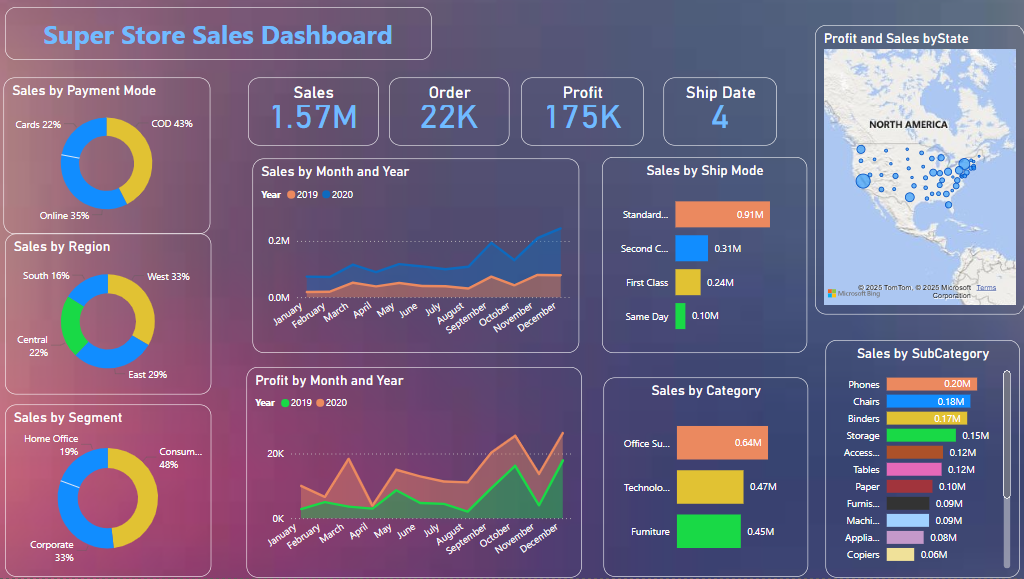 Super Store Sales Dashboard
Profit and Sales byState
NORTH AMERICA
© 2025 TomTom, © 2025 Microsoft Corporation Terms
Microsoft Bing
Sales by Payment Mode
Cards 22%
COD 43%
Online 35%
Sales
1.57M
Order
22K
Profit
175K
Ship Date
4
Sales by Month and Year
Year 2019 2020
0.2M
0.0M
January
February
March
April
May
June
July
August
September
October
November
December
Sales by Ship Mode
Standard... 0.91M
Second C... 0.31M
First Class 0.24M
Same Day 0.10M
Sales by Region
South 16%
West 33%
Central
22%
East 29%
Profit by Month and Year
Year 2019 2020
20K
0K
January
February
March
April
May
June
July
August
September
October
November
December
Sales by Category
Office Su... 0.64M
Technolo... 0.47M
Furniture 0.45M
Sales by SubCategory
Phones 0.20M
Chairs 0.18M
Binders 0.17M
Storage 0.15M
Access... 0.12M
Tables 0.12M
Paper 0.10M
Furnis... 0.09M
Machi... 0.09M
Applia... 0.08M
Copiers 0.06M
Sales by Segment
Home Office
19%
Consum...
48%
Corporate
33%